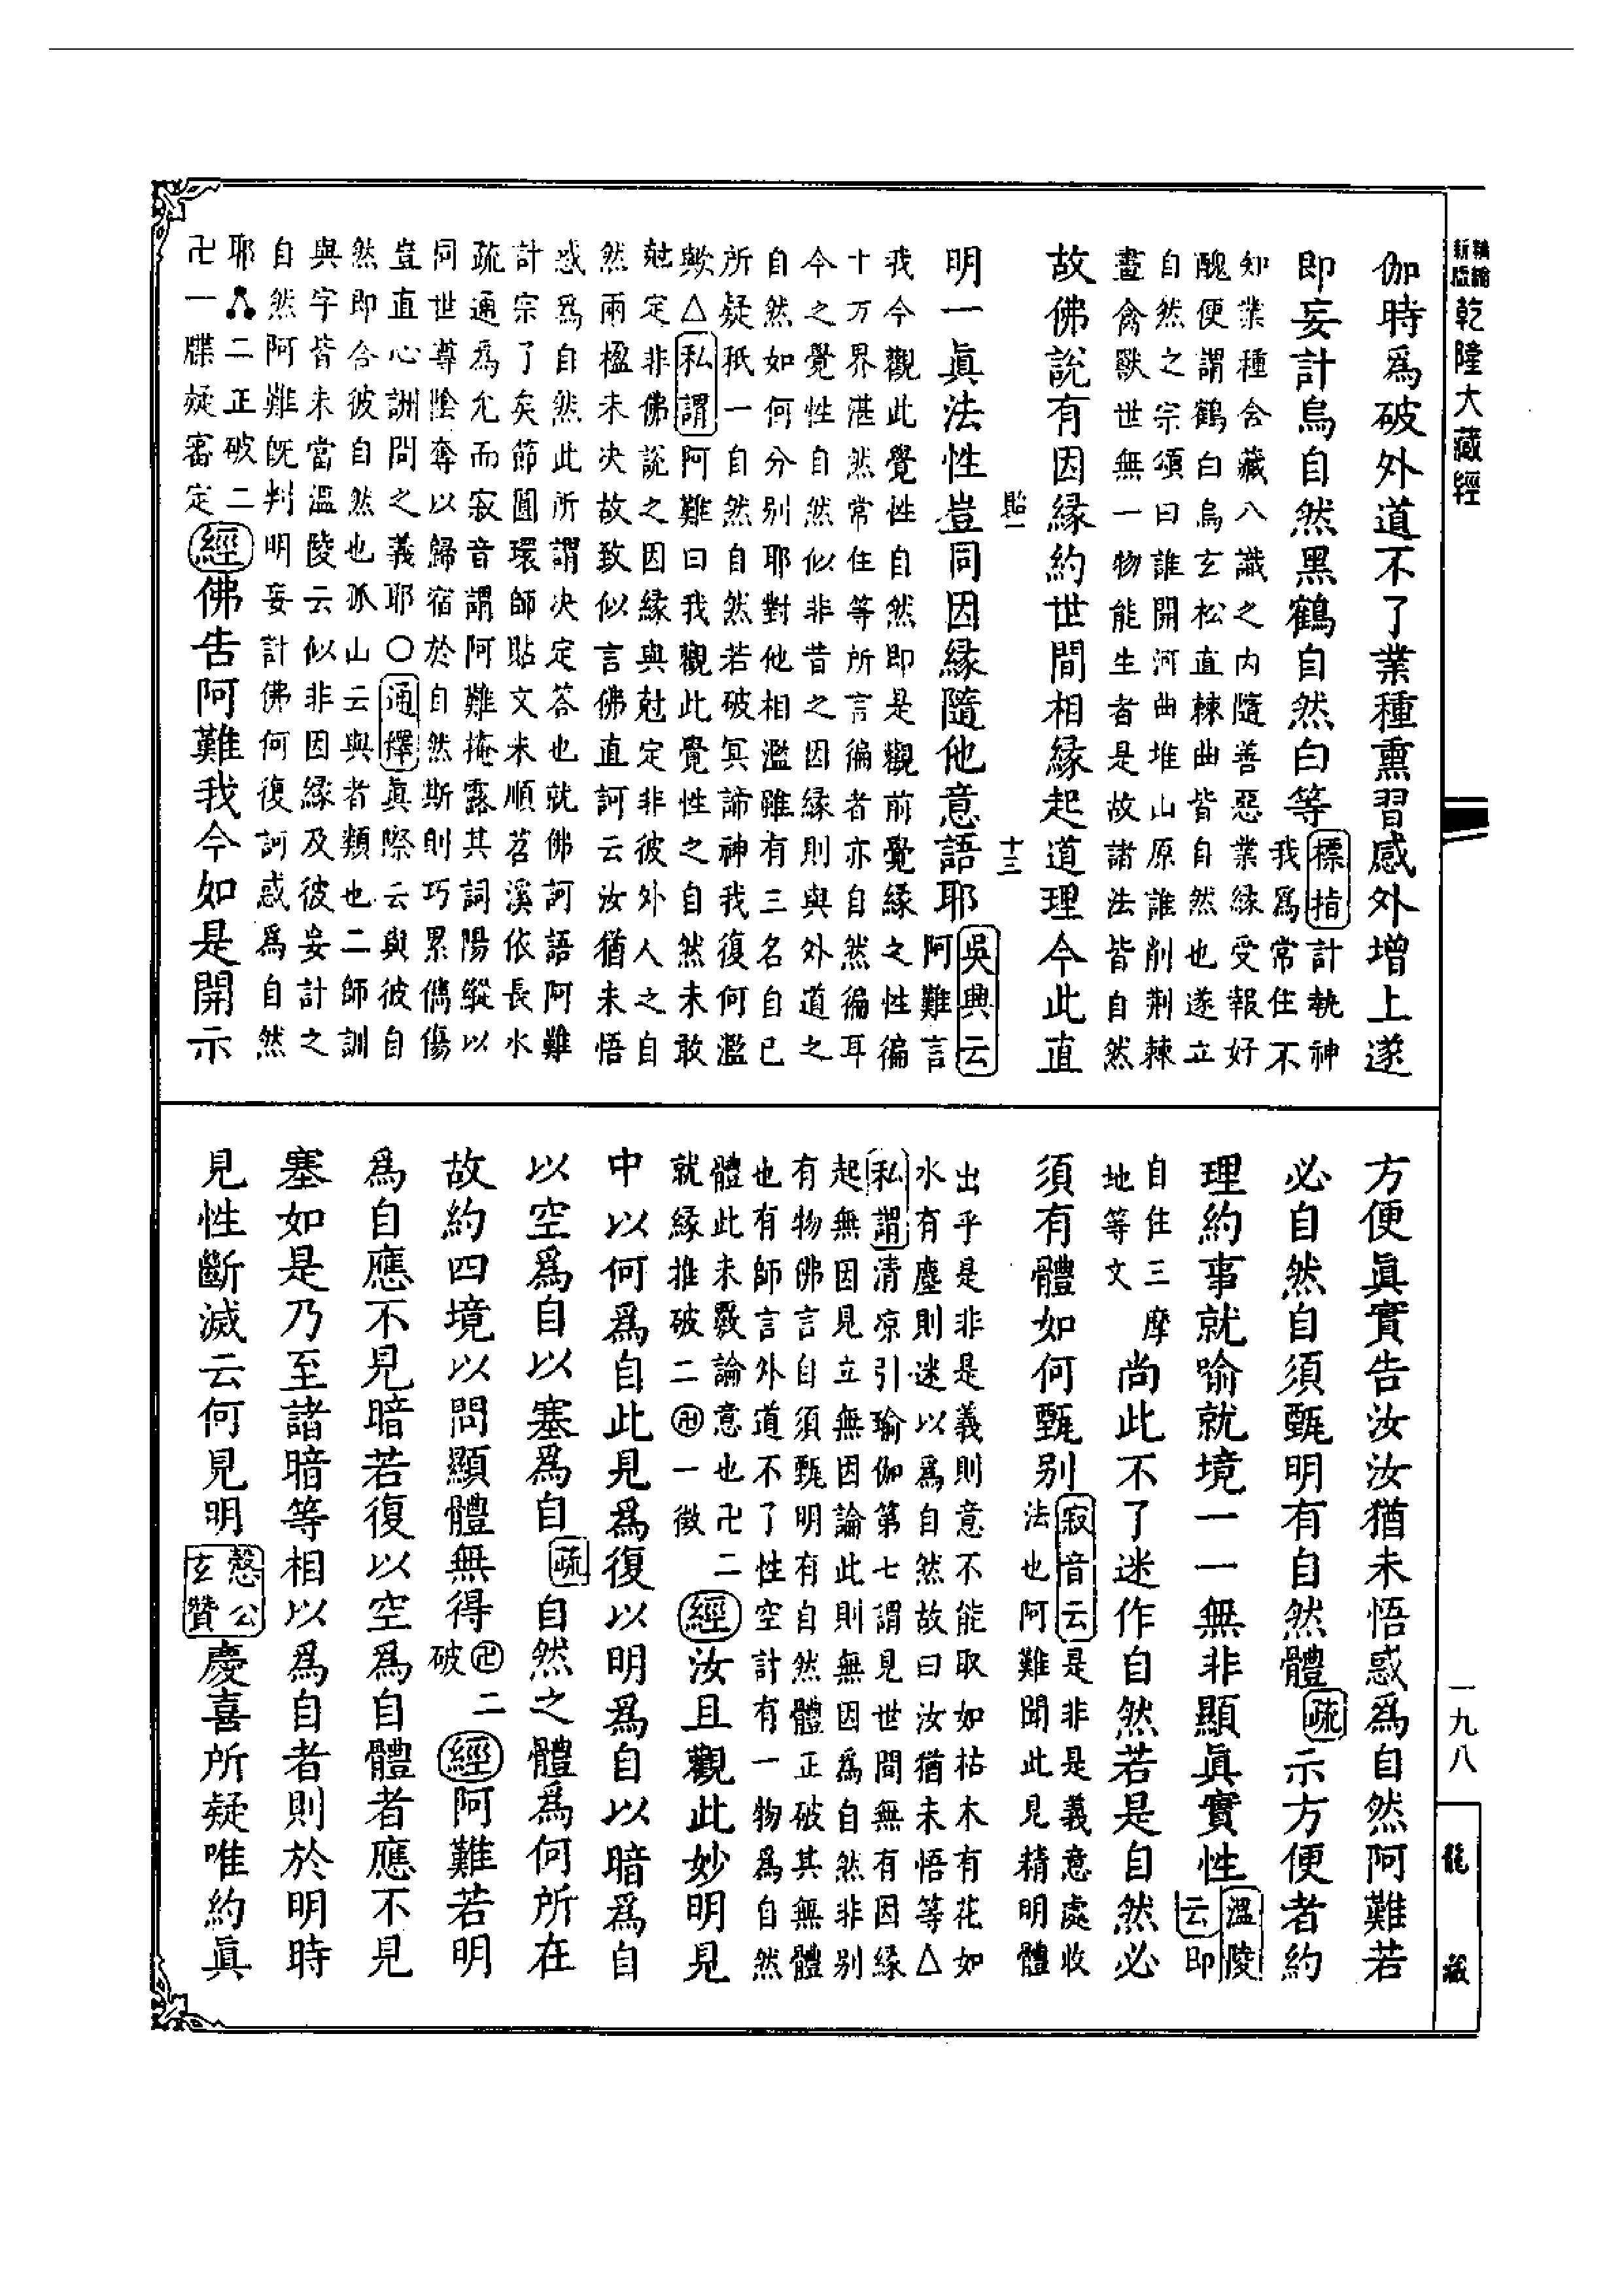 新編
縮版
乾隆大藏經
伽時爲破外道不了業種熏習感外增上遂
即妄計烏自然黑鶴自然白等
標指計執神
我爲常住不
知業種含藏八識之内隨善惡業緣受報好
醜便謂鶴白烏玄松直棘曲皆自然也遂立
自然之宗頌曰誰開河曲堆山原誰削荆棘
畫禽獸世無一物能生者是故諸法皆自然
故佛說有因緣約世間相緣起道理今此直
貼一
十三
明一眞法性豈同因緣隨他意語耶
吳興云
阿難言
我今觀此覺性自然即是觀前覺緣之性徧
十方界湛然常住等所言徧者亦自然徧耳
今之覺性自然似非昔之因緣則與外道之
自然如何分别耶對他相濫雖有三名自已
所疑秖一自然自然若破冥諦神我復何濫
歟△私謂阿難曰我觀此覺性之自然未敢
尅定非佛說之因緣與尅定非彼外人之自
然兩楹未决故致似言佛直訶云汝猶未悟
惑爲自然此所謂决定荅也就佛訶語阿難
計宗了矣節圓環師貼文未順苕溪依長水
疏通爲允而寂音謂阿難掩露其詞陽縱以
同世尊陰奪以歸宿於自然斯則巧累儁傷
豈直心詶問之義耶〇通釋眞際云與彼自
然即合彼自然也孤山云與者類也二師訓
與字皆未當溫陵云似非因緣及彼妄計之
自然阿難既判明妄計佛何復訶惑爲自然
耶二正破二
卍一牒疑審定
經佛告阿難我今如是開示
方便眞實告汝汝猶未悟惑爲自然阿難若
必自然自須甄明有自然體疏示方便者約
理約事就喻就境一一無非顯眞實性
溫陵
云即
自住三摩
地等文
尚此不了迷作自然若是自然必
須有體如何甄别
寂音云是非是義意處收
法也阿難聞此見精明體
出乎是非是義則意不能取如枯木有花如
水有塵則迷以爲自然故曰汝猶未悟等△
私謂清凉引瑜伽第七謂見世間無有因緣
起無因見立無因論此則無因爲自然非别
有物佛言自須甄明有自然體正破其無體
也有師言外道不了性空計有一物爲自然
體此未覈論意也卍二
就緣推破二卍一徵
經汝且觀此妙明見
中以何爲自此見爲復以明爲自以暗爲自
以空爲自以塞爲自疏自然之體爲何所在
故約四境以問顯體無得
卍二
破
經阿難若明
爲自應不見暗若復以空爲自體者應不見
塞如是乃至諸暗等相以爲自者則於明時
見性斷滅云何見明
慤公
玄贊
慶喜所疑唯約眞
一九八
龍藏